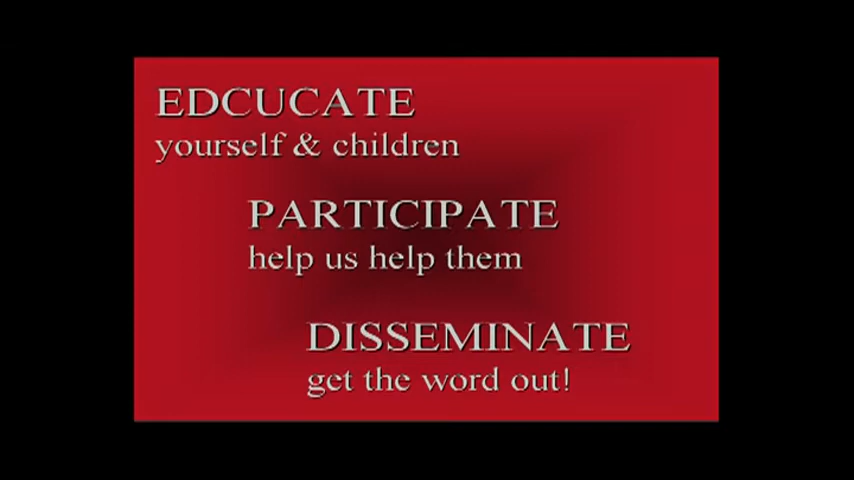 EDCUCATE
yourself & children
PARTICIPATE
help us help them
DISSEMINATE
get the word out!